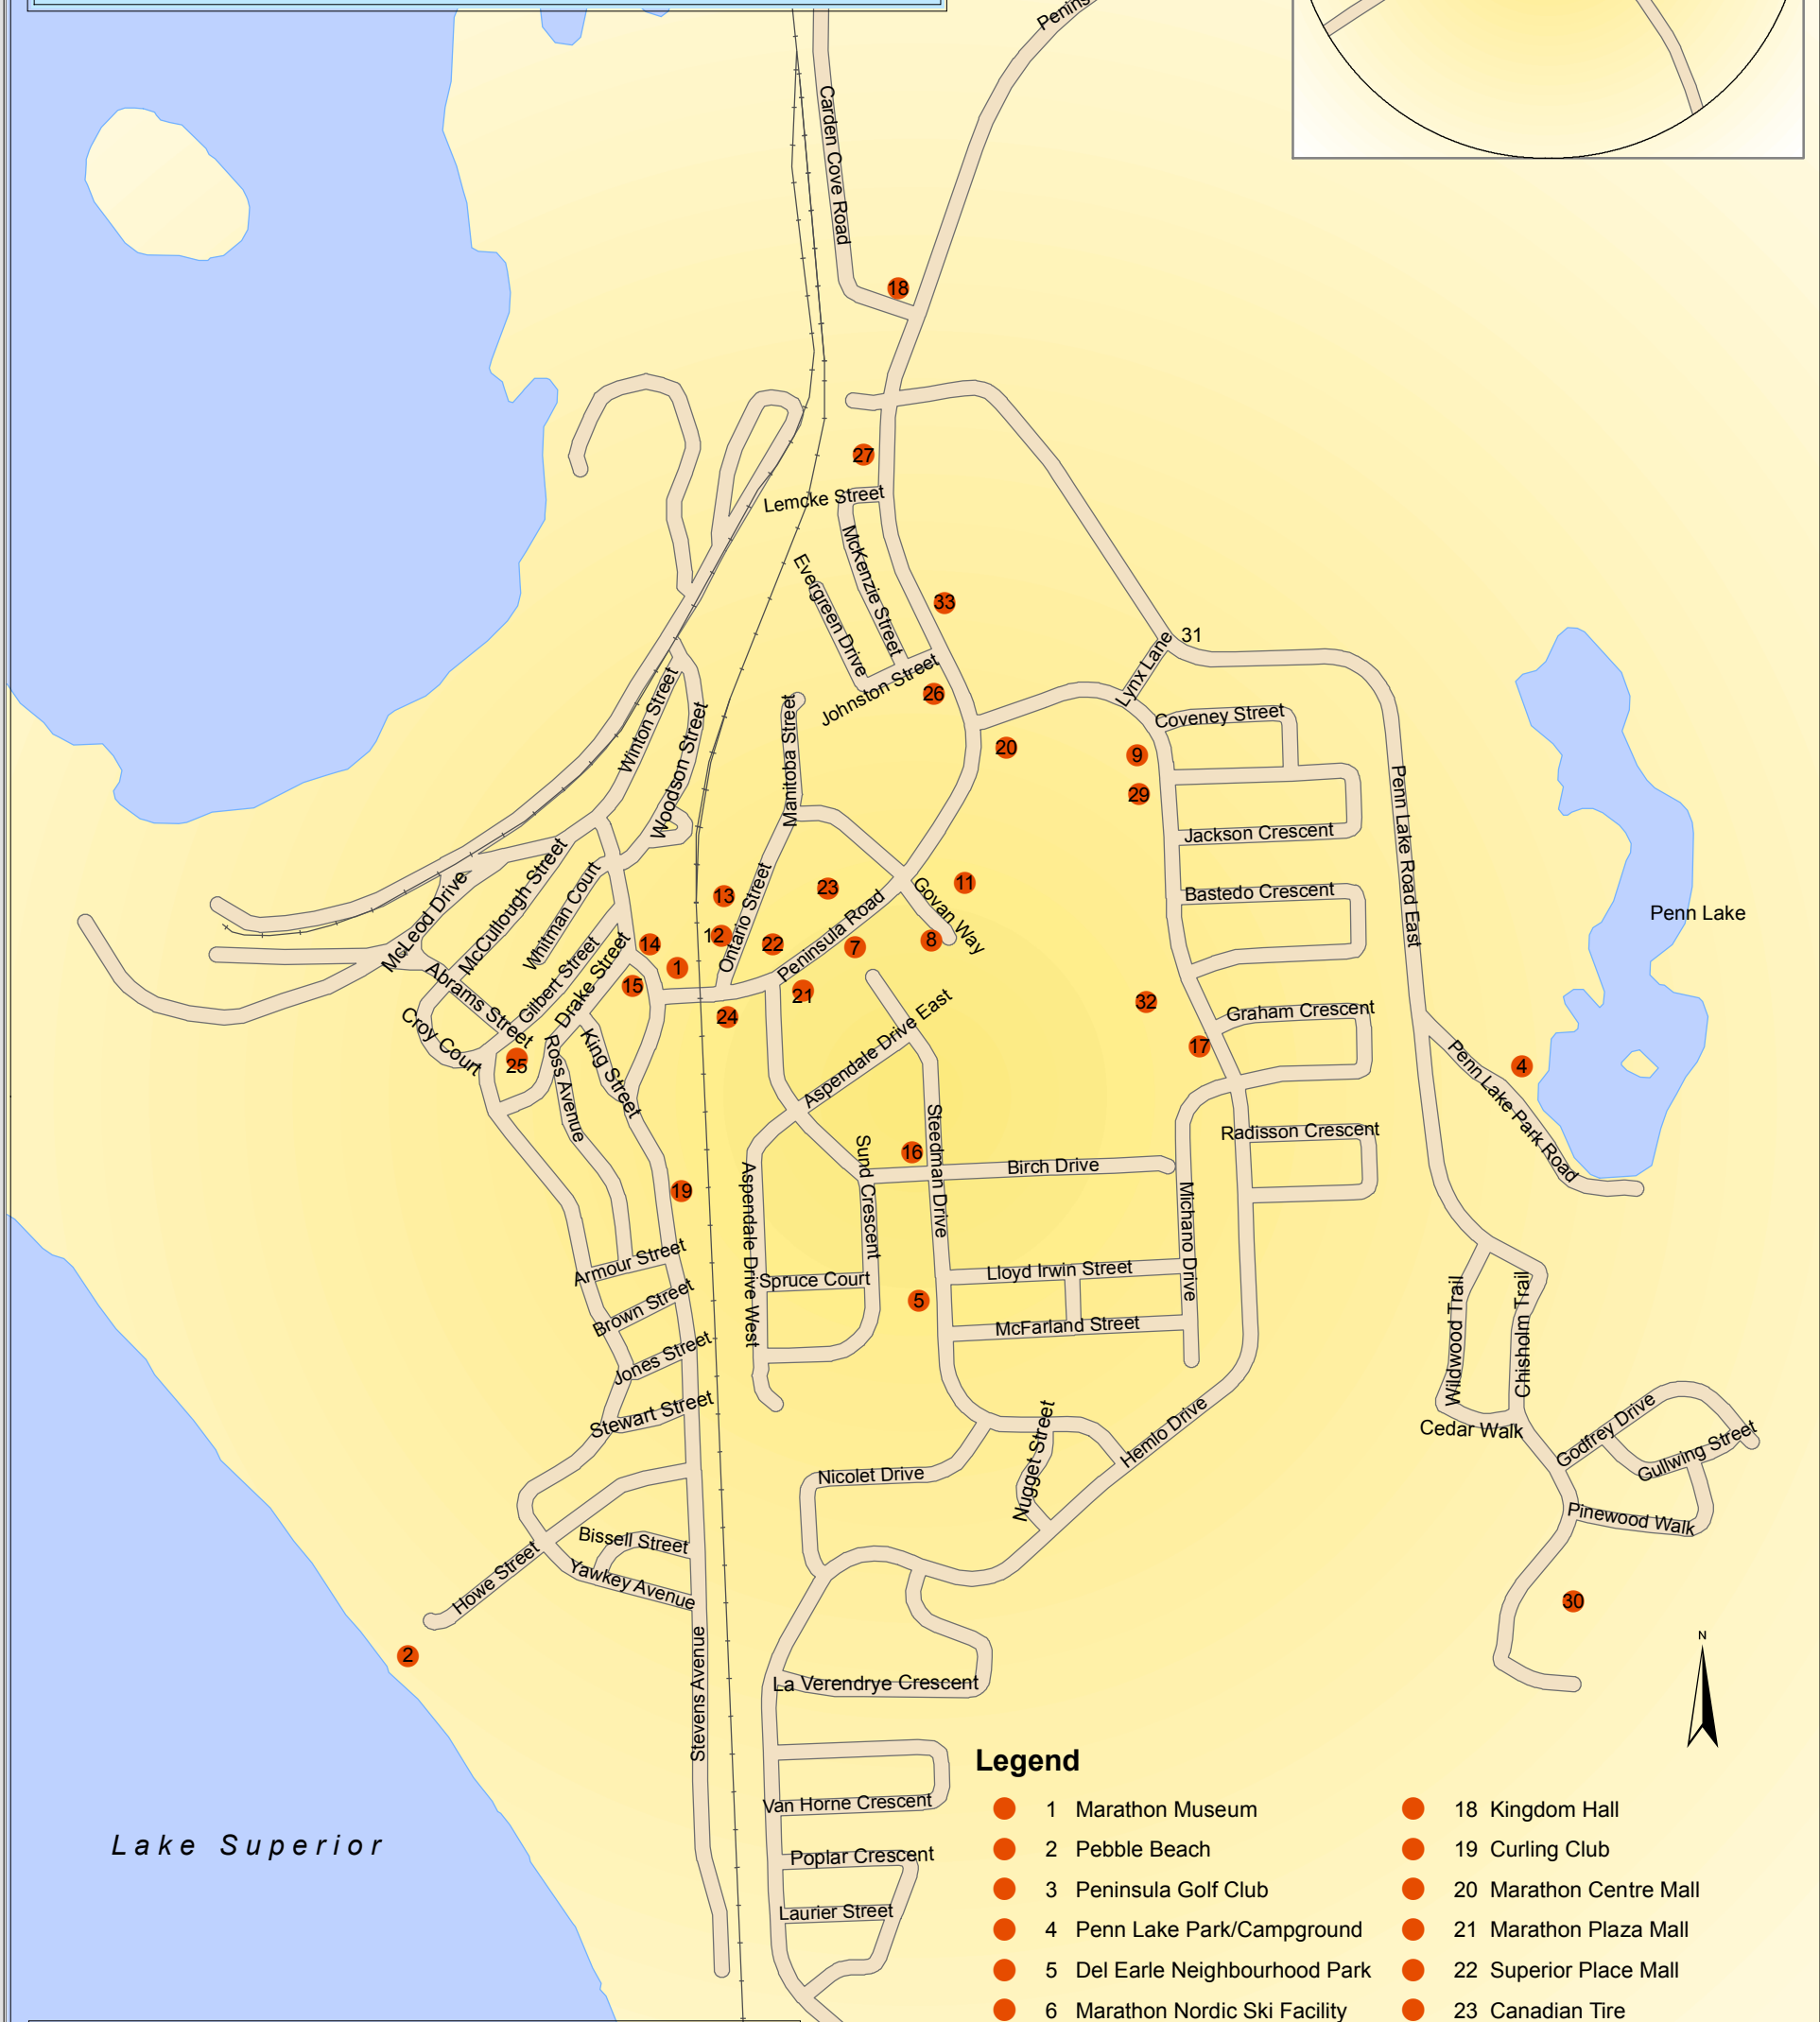 Penins
Carden Cove Road
18
27
Lemcke Street
McKenzie Street
Evergreen Drive
33
Johnston Street
26
31
Lynx Lane
Winton Street
Woodson Street
Manitoba Street
Coveney Street
20
9
29
Penn Lake Road East
Jackson Crescent
McLeod Drive
McCullough Street
Whitman Court
13
Ontario Street
23
Peninsula Road
11
Govan Way
Bastedo Crescent
Penn Lake
14
12
22
7
8
1
15
21
24
Abrams Street
Gilbert Street
Drake Street
Croy Court
25
Ross Avenue
King Street
Aspendale Drive East
32
Graham Crescent
17
Penn Lake Park Road
4
16
Sund Crescent
Steedman Drive
Birch Drive
Radisson Crescent
19
Aspendale Drive West
Michano Drive
Armour Street
Spruce Court
Lloyd Irwin Street
5
Brown Street
McFarland Street
Jones Street
Wildwood Trail
Chisholm Trail
Stewart Street
Cedar Walk
Godfrey Drive
Gullwing Street
Nicolet Drive
Nugget Street
Hemlo Drive
Pinewood Walk
Bissell Street
Howe Street
Yawkey Avenue
30
2
N
Stevens Avenue
La Verendrye Crescent
Van Horne Crescent
Poplar Crescent
Laurier Street
Lake Superior
Legend
1 Marathon Museum
2 Pebble Beach
3 Peninsula Golf Club
4 Penn Lake Park/Campground
5 Del Earle Neighbourhood Park
6 Marathon Nordic Ski Facility
18 Kingdom Hall
19 Curling Club
20 Marathon Centre Mall
21 Marathon Plaza Mall
22 Superior Place Mall
23 Canadian Tire